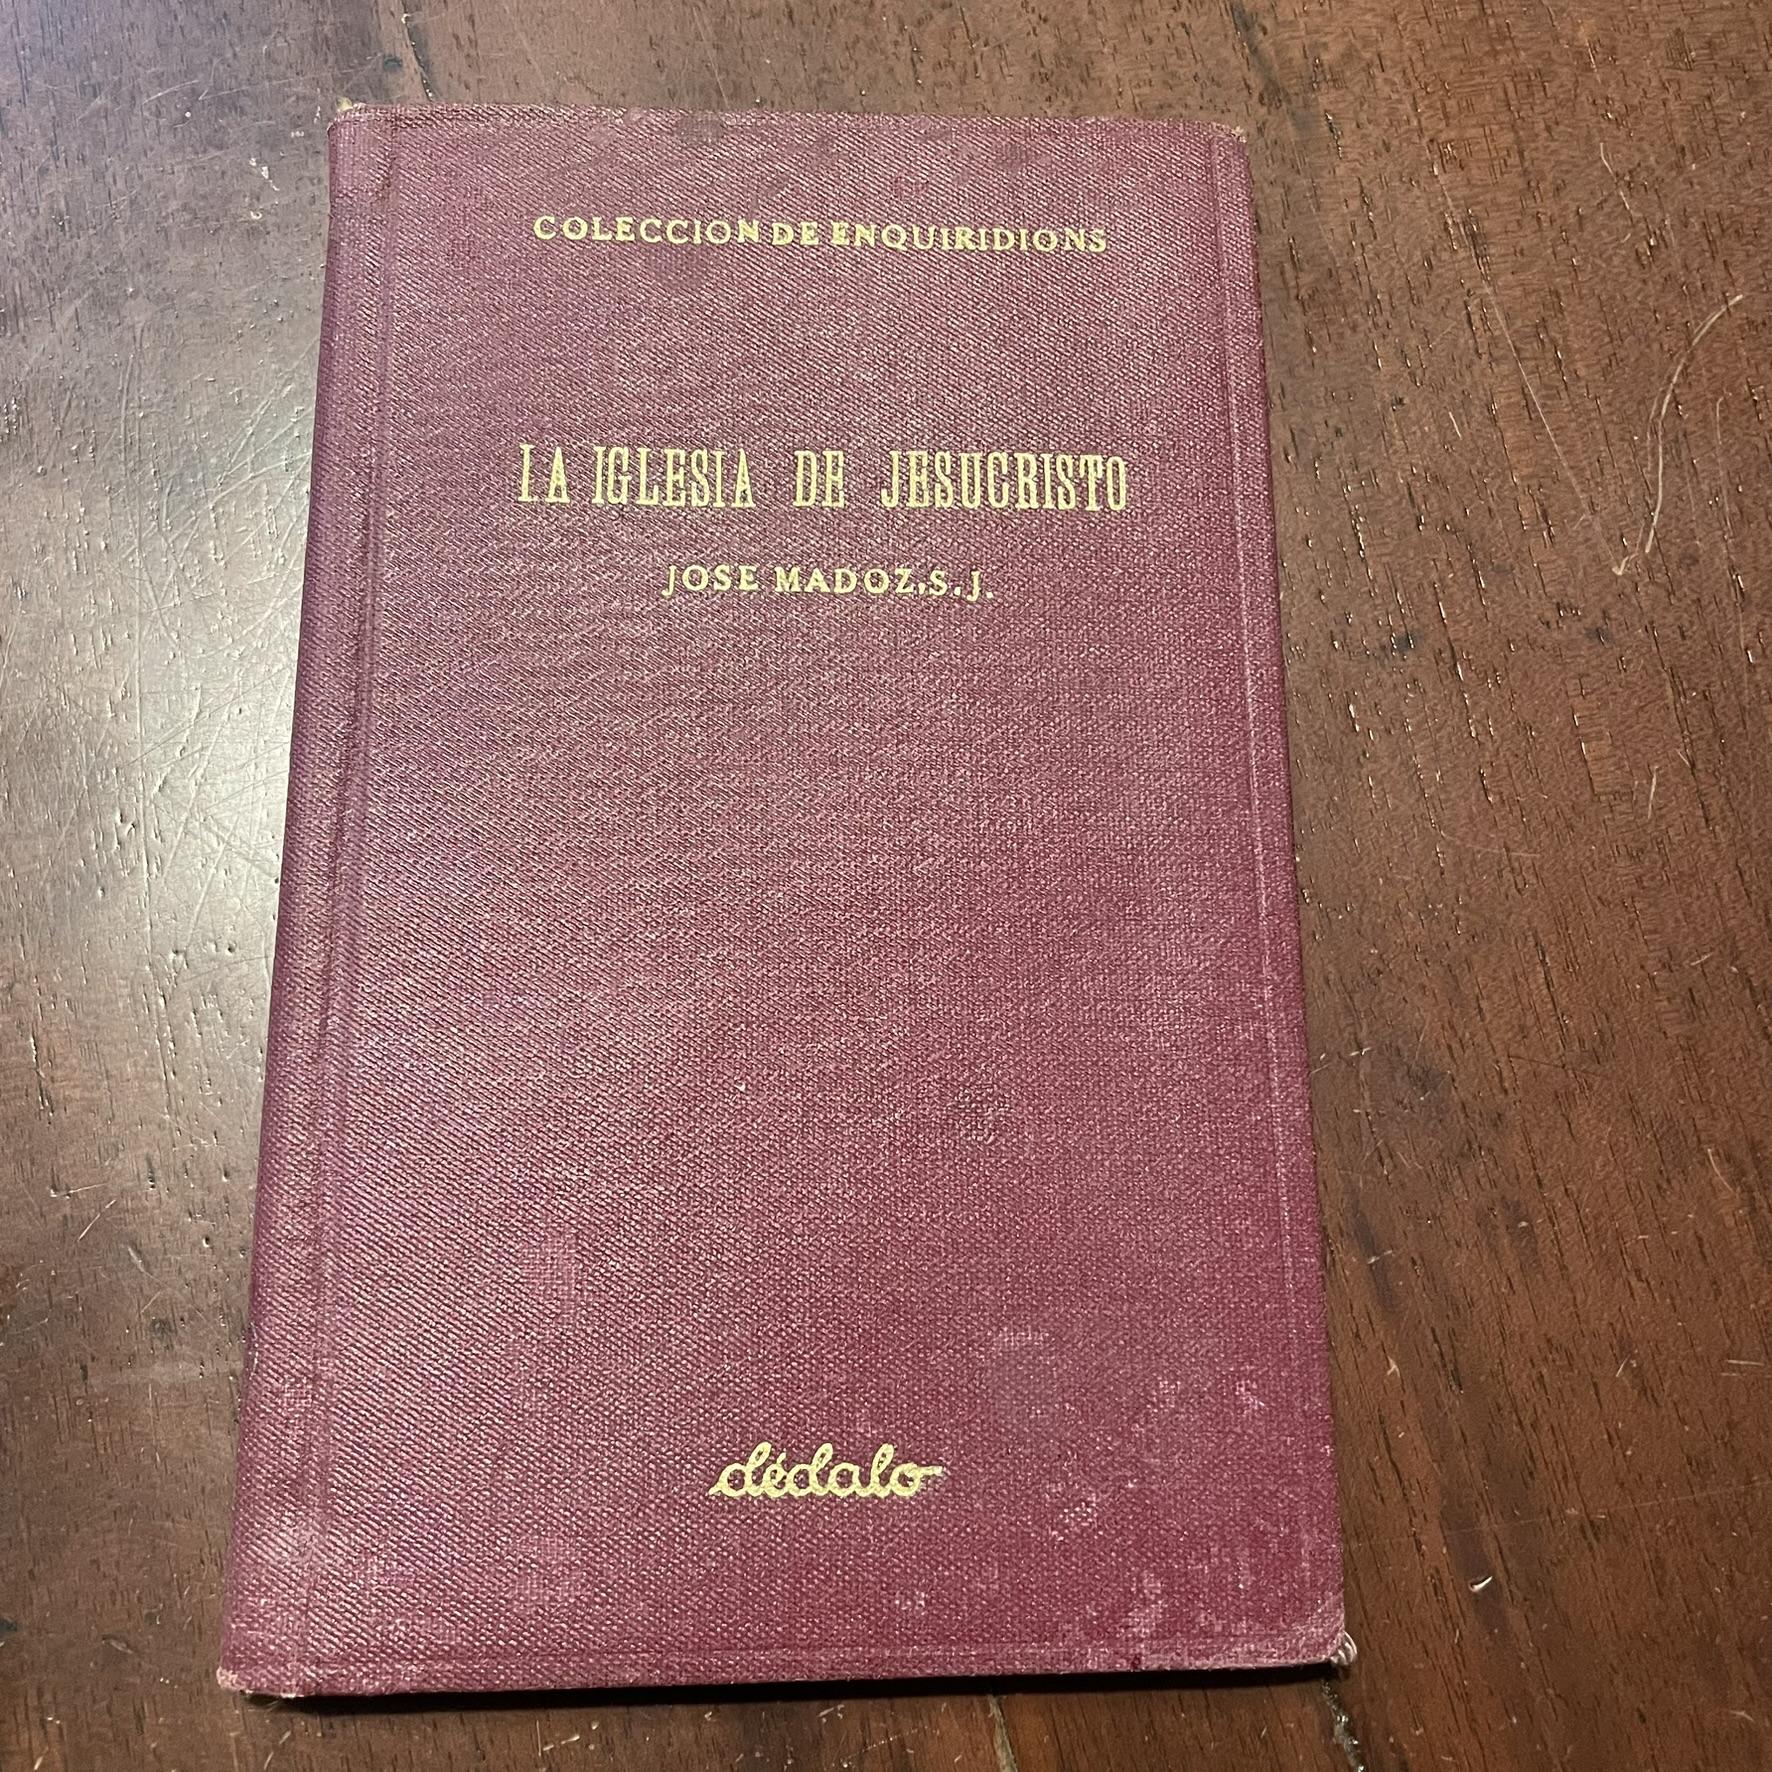 COLECCION DE ENQUIRIDIONS
LA IGLESIA DE JESUCRISTO
JOSE MADOZ, S. J.
dédalo